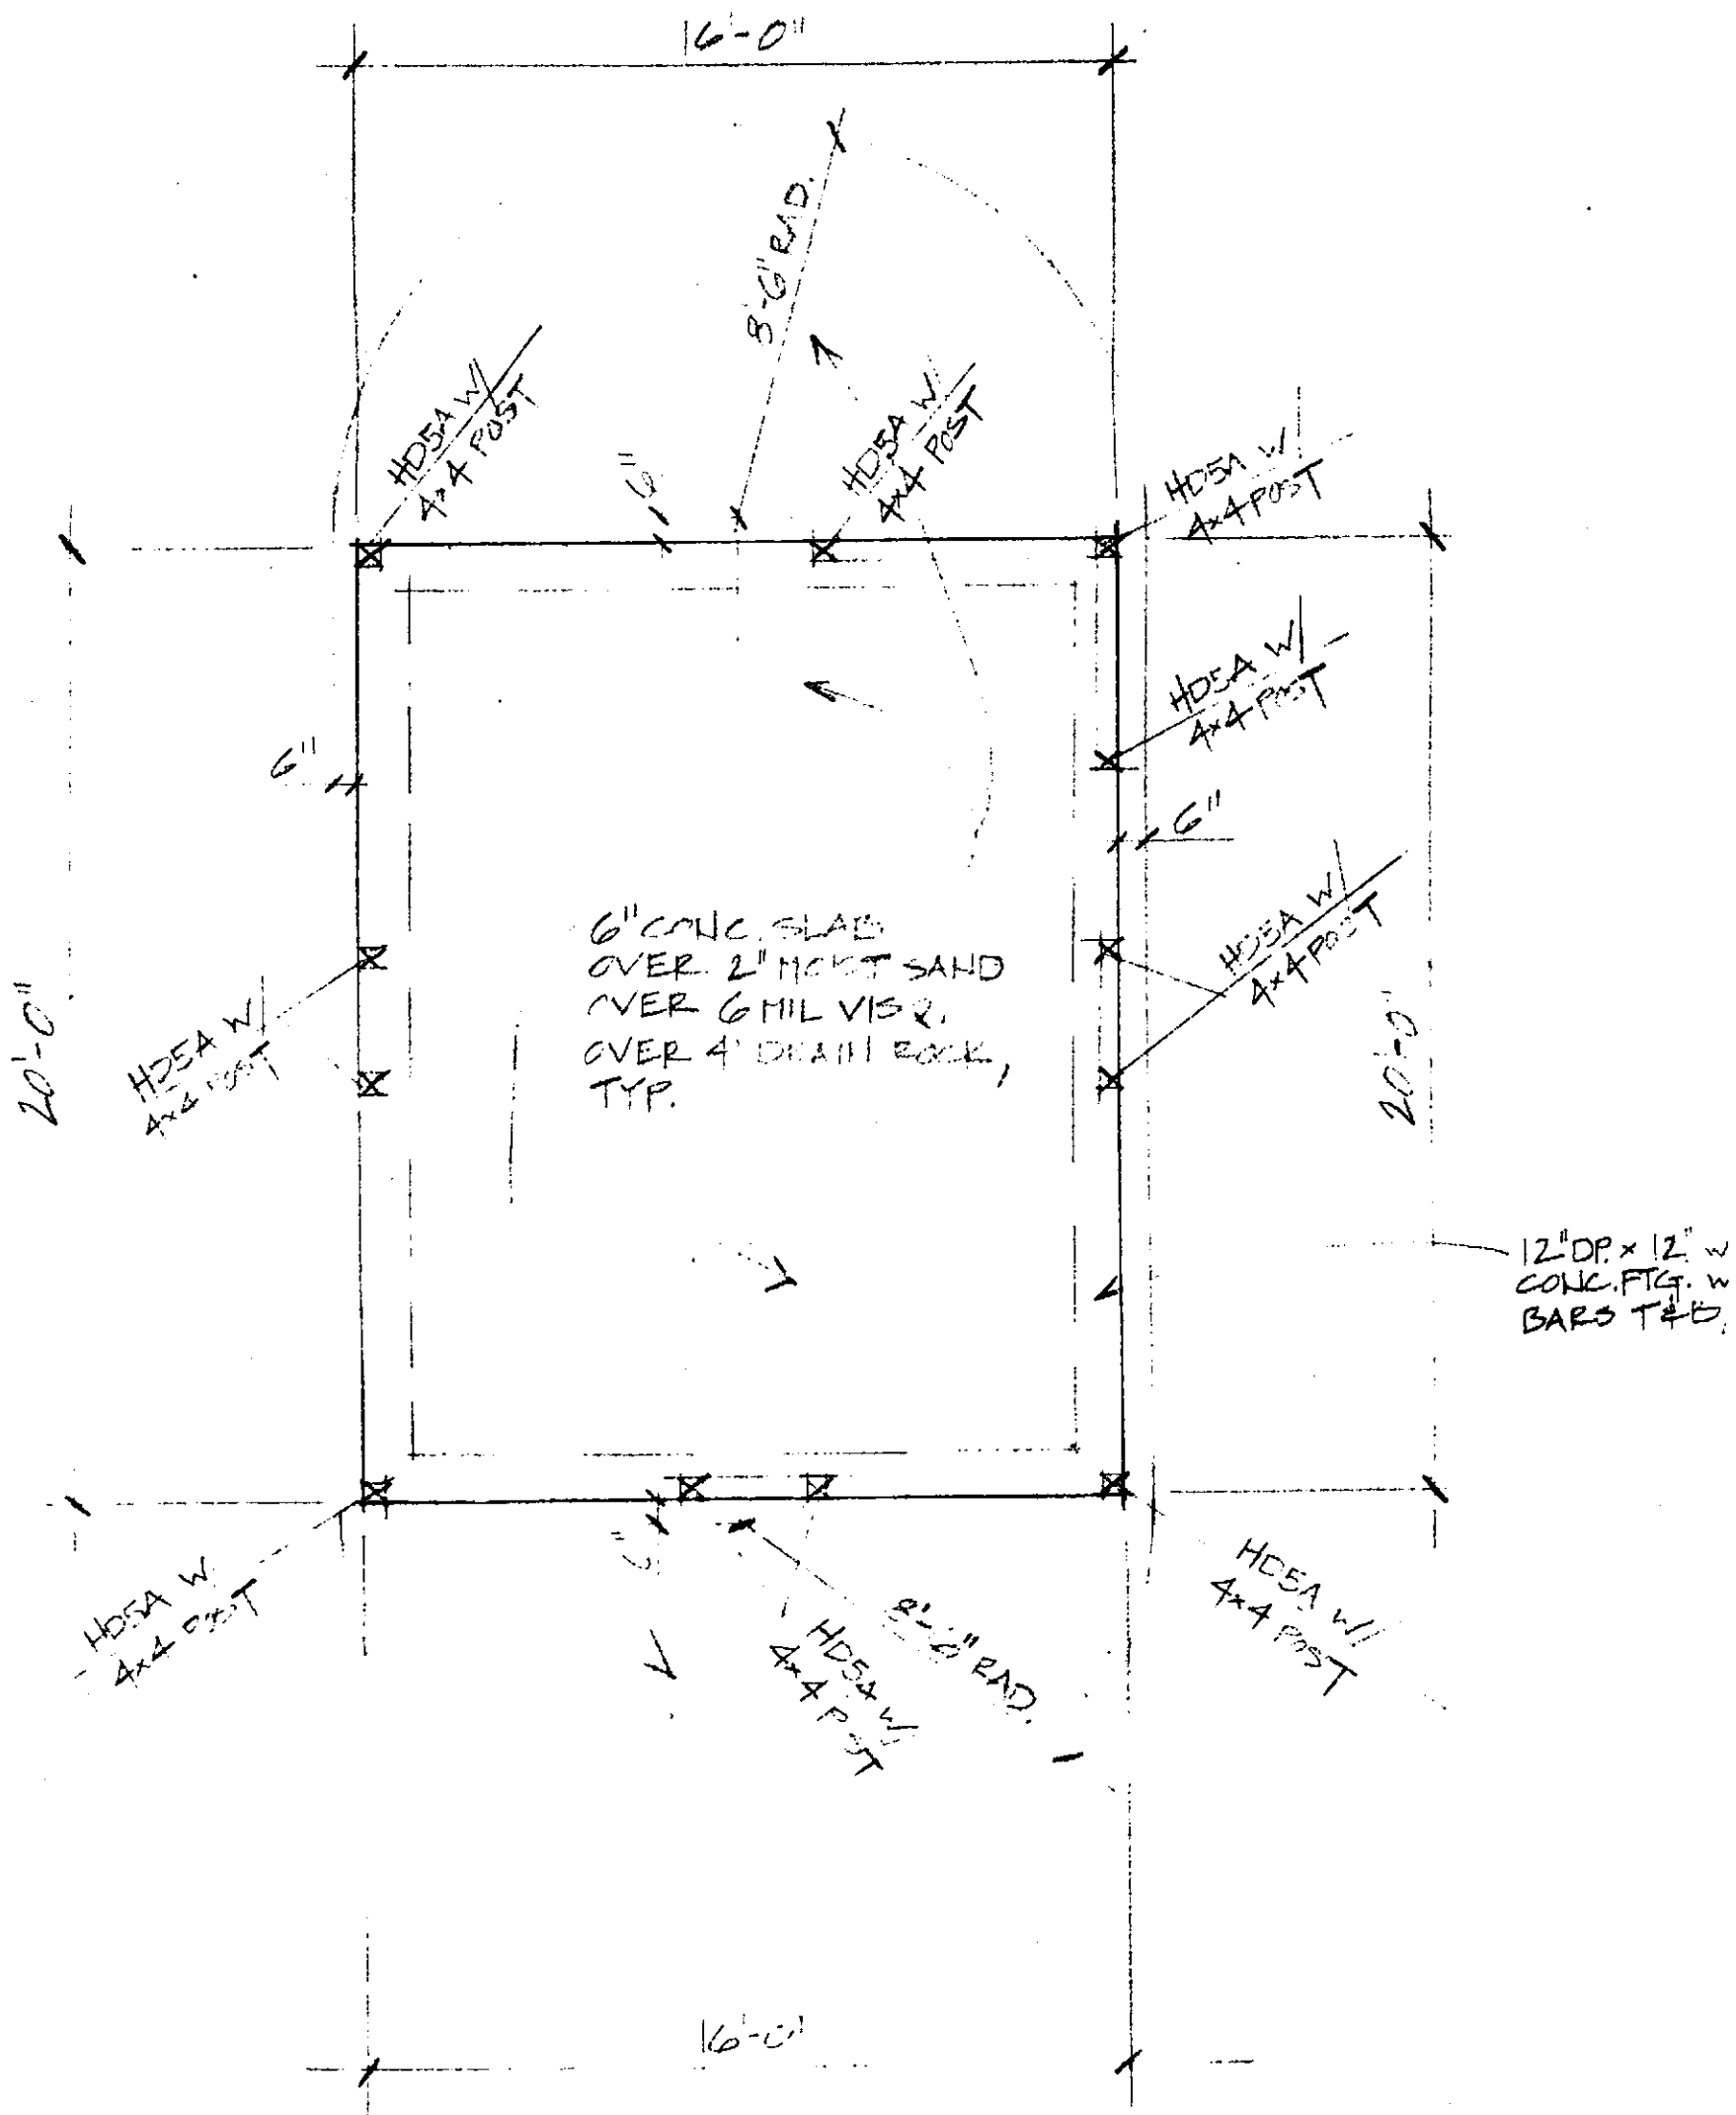 16'-0"
8'-6" RAD.
HD5A W/
4x4 POST
6"
HD5A W/
4x4 POST
HD5A W/
4x4 POST
HD5A W/
4x4 POST
6"
6"
HD5A W/
4x4 POST
6" CONC. SLAB
OVER 2" MOIST SAND
OVER 6 MIL VISQ.
OVER 4" DRAIN ROCK,
TYP.
20'-0"
HD5A W/
4x4 POST
20'-0"
12" DP. x 12" W
CONC. FTG. W
BARS T&B,
6"
HD5A W
4x4 POST
HD5A W/
4x4 POST
8'-6" RAD.
HD5A W/
4x4 POST
16'-0"